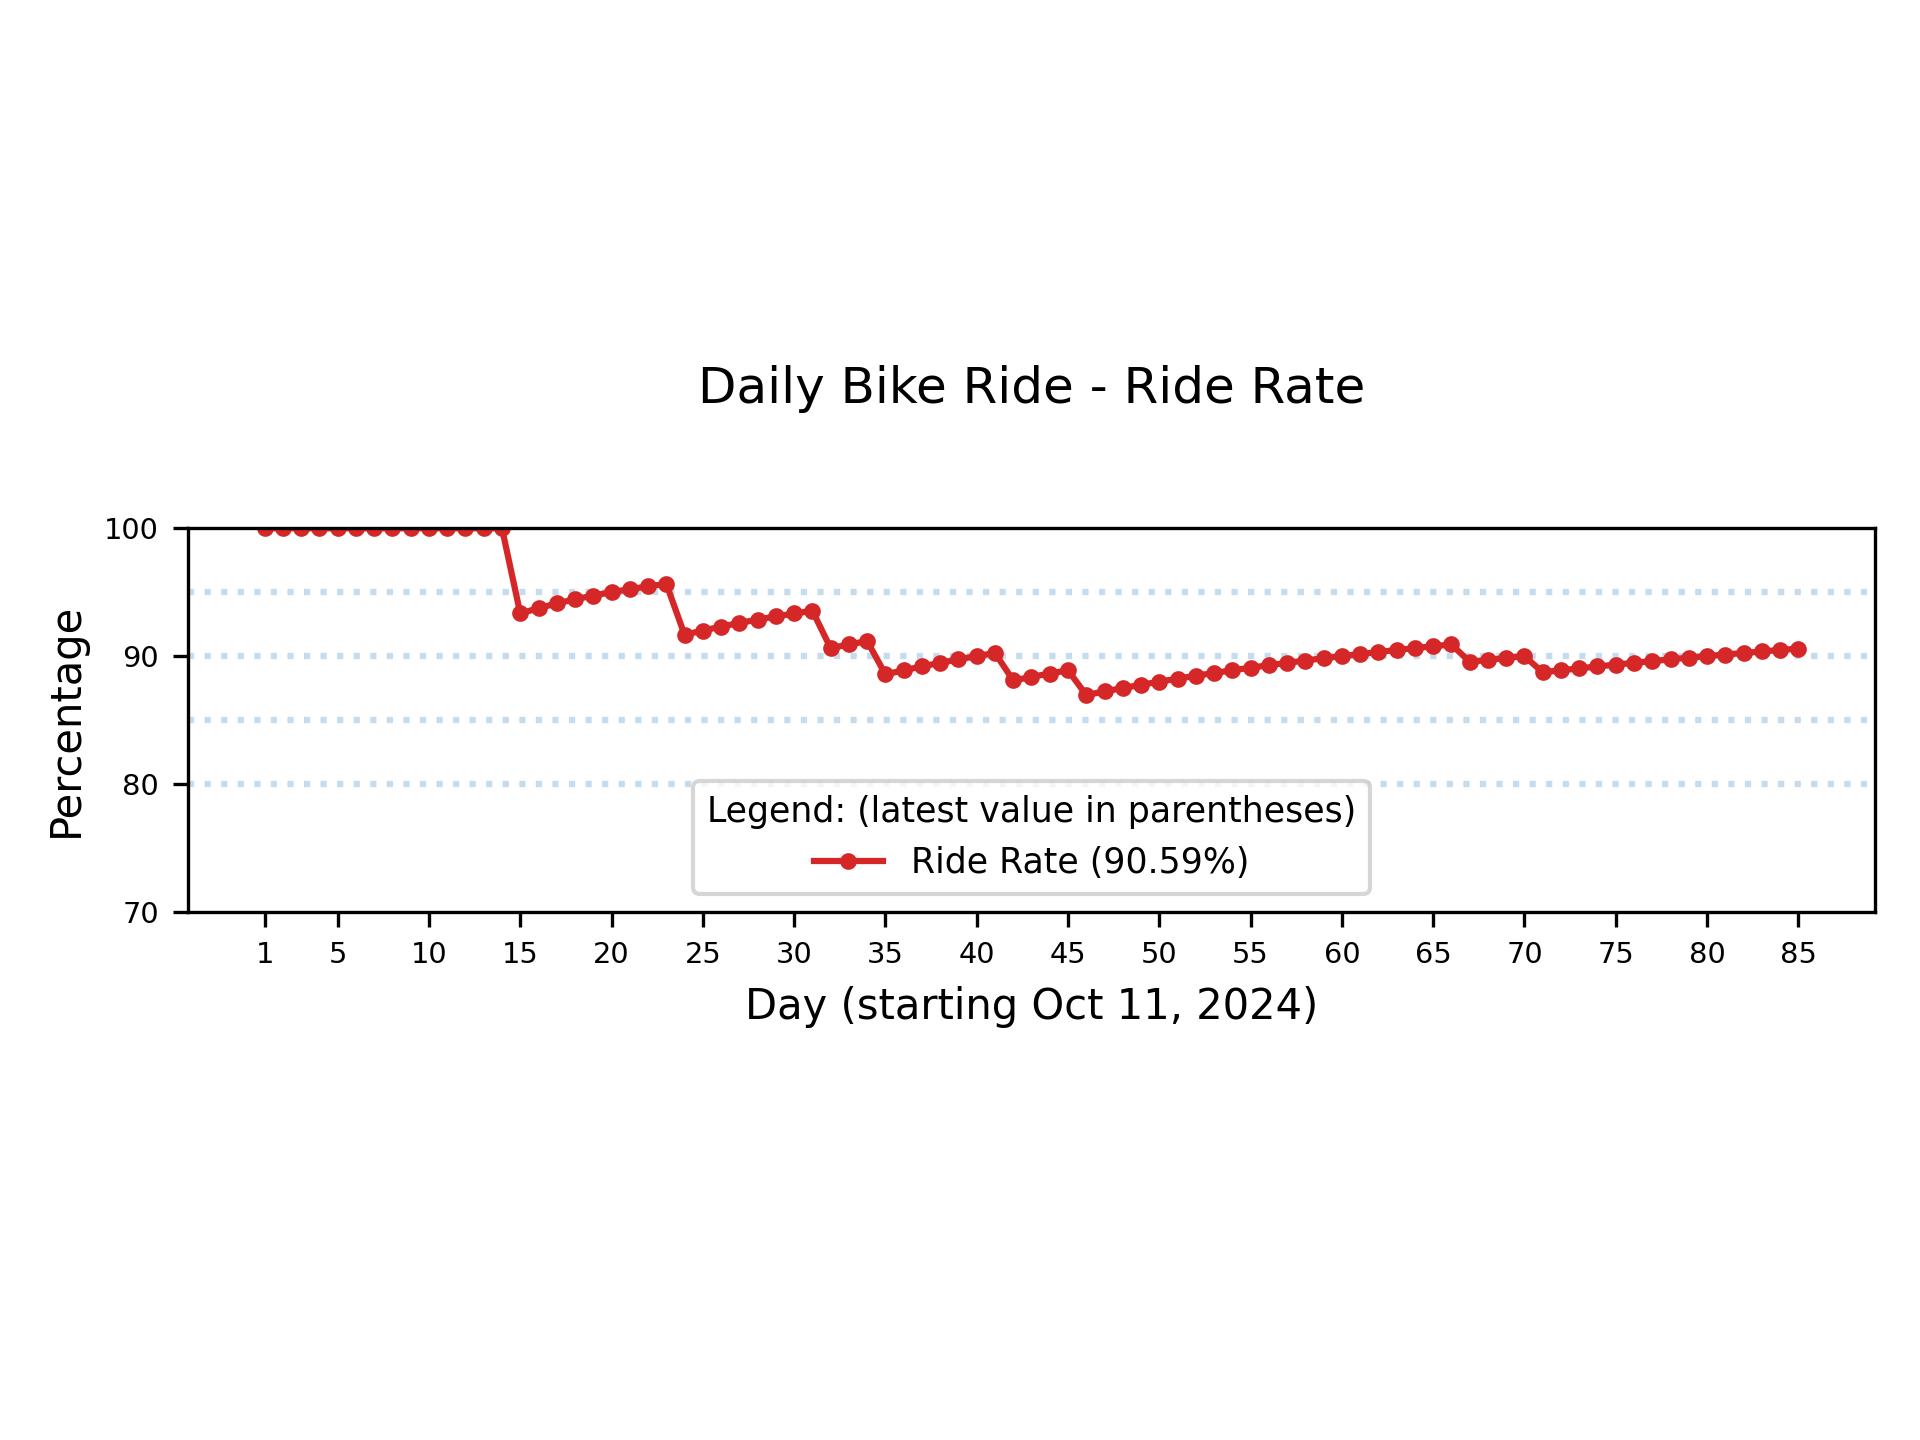 Daily Bike Ride - Ride Rate
100
90
80
70
Percentage
Legend: (latest value in parentheses)
Ride Rate (90.59%)
1 5 10 15 20 25 30 35 40 45 50 55 60 65 70 75 80 85
Day (starting Oct 11, 2024)